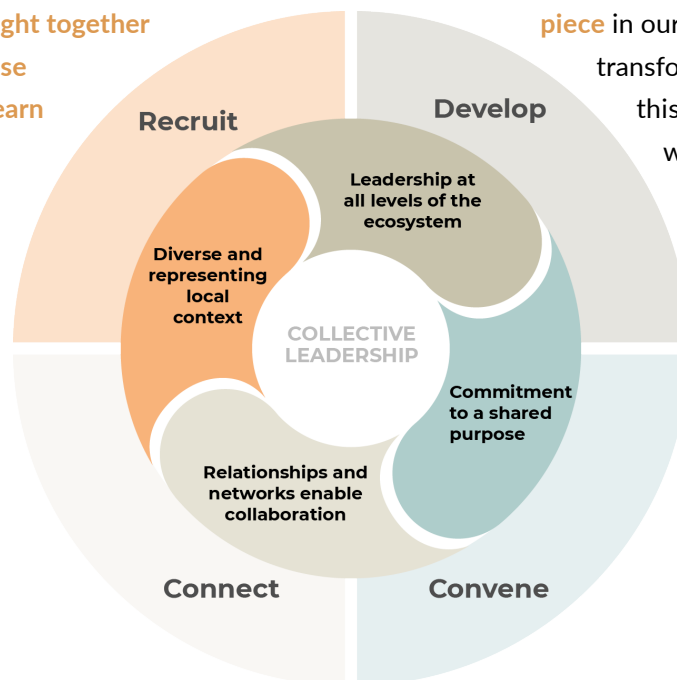 ght together
se
earn
piece in our
transfo
this
w
Recruit
Develop
Leadership at
all levels of the
ecosystem
Diverse and
representing
local
context
COLLECTIVE
LEADERSHIP
Commitment
to a shared
purpose
Relationships and
networks enable
collaboration
Connect
Convene